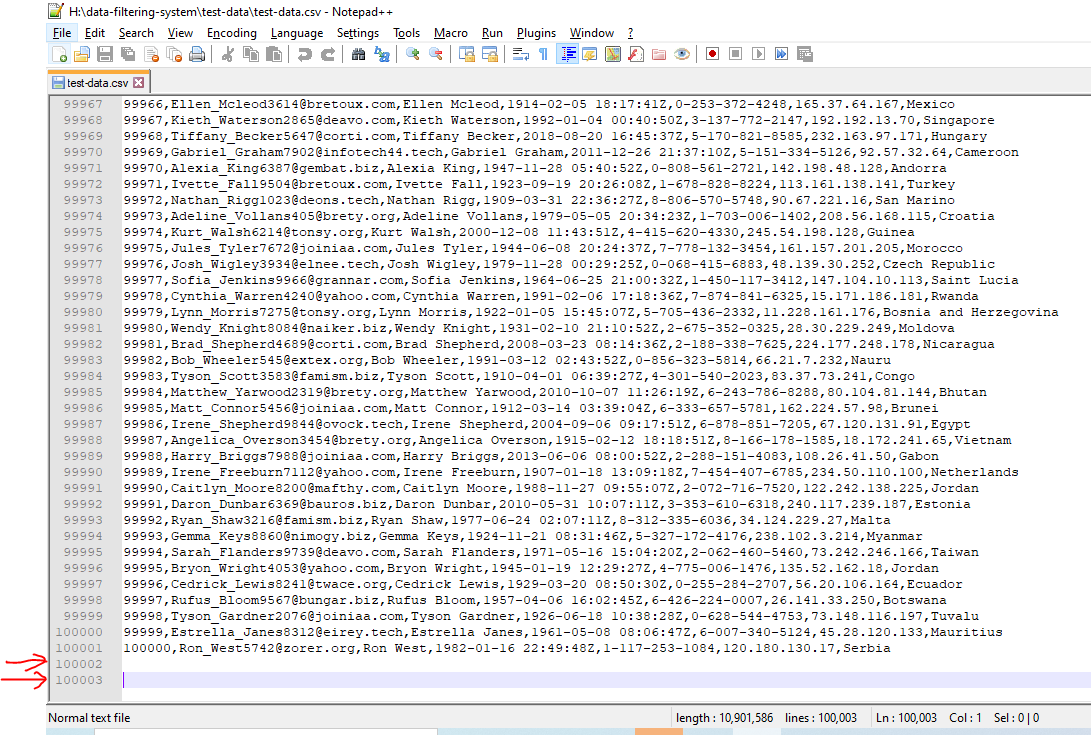 H:\data-filtering-system\test-data\test-data.csv - Notepad++
File Edit Search View Encoding Language Settings Tools Macro Run Plugins Window ?
test-data.csv
99967 99966,Ellen_Mcleod3614@bretoux.com,Ellen Mcleod,1914-02-05 18:17:41Z,0-253-372-4248,165.37.64.167,Mexico
99968 99967,Kieth_Waterson2865@deavo.com,Kieth Waterson,1992-01-04 00:40:50Z,3-137-772-2147,192.192.13.70,Singapore
99969 99968,Tiffany_Becker5647@corti.com,Tiffany Becker,2018-08-20 16:45:37Z,5-170-821-8585,232.163.97.171,Hungary
99970 99969,Gabriel_Graham7902@infotech44.tech,Gabriel Graham,2011-12-26 21:37:10Z,5-151-334-5126,92.57.32.64,Cameroon
99971 99970,Alexia_King6387@gembat.biz,Alexia King,1947-11-28 05:40:52Z,0-808-561-2721,142.198.48.128,Andorra
99972 99971,Ivette_Fall9504@bretoux.com,Ivette Fall,1923-09-19 20:26:08Z,1-678-828-8224,113.161.138.141,Turkey
99973 99972,Nathan_Rigg1023@deons.tech,Nathan Rigg,1909-03-31 22:36:27Z,8-806-570-5748,90.67.221.16,San Marino
99974 99973,Adeline_Vollans405@brety.org,Adeline Vollans,1979-05-05 20:34:23Z,1-703-006-1402,208.56.168.115,Croatia
99975 99974,Kurt_Walsh6214@tonsy.org,Kurt Walsh,2000-12-08 11:43:51Z,4-415-620-4330,245.54.198.128,Guinea
99976 99975,Jules_Tyler7672@joiniaa.com,Jules Tyler,1944-06-08 20:24:37Z,7-778-132-3454,161.157.201.205,Morocco
99977 99976,Josh_Wigley3934@elnee.tech,Josh Wigley,1979-11-28 00:29:25Z,0-068-415-6883,48.139.30.252,Czech Republic
99978 99977,Sofia_Jenkins9966@grannar.com,Sofia Jenkins,1964-06-25 21:00:32Z,1-450-117-3412,147.104.10.113,Saint Lucia
99979 99978,Cynthia_Warren4240@yahoo.com,Cynthia Warren,1991-02-06 17:18:36Z,7-874-841-6325,15.171.186.181,Rwanda
99980 99979,Lynn_Morris7275@tonsy.org,Lynn Morris,1922-01-05 15:45:07Z,5-705-436-2332,11.228.161.176,Bosnia and Herzegovina
99981 99980,Wendy_Knight8084@naiker.biz,Wendy Knight,1931-02-10 21:10:52Z,2-675-352-0325,28.30.229.249,Moldova
99982 99981,Brad_Shepherd4689@corti.com,Brad Shepherd,2008-03-23 08:14:36Z,2-188-338-7625,224.177.248.178,Nicaragua
99983 99982,Bob_Wheeler545@extex.org,Bob Wheeler,1991-03-12 02:43:52Z,0-856-323-5814,66.21.7.232,Nauru
99984 99983,Tyson_Scott3583@famism.biz,Tyson Scott,1910-04-01 06:39:27Z,4-301-540-2023,83.37.73.241,Congo
99985 99984,Matthew_Yarwood2319@brety.org,Matthew Yarwood,2010-10-07 11:26:19Z,6-243-786-8288,80.104.81.144,Bhutan
99986 99985,Matt_Connor5456@joiniaa.com,Matt Connor,1912-03-14 03:39:04Z,6-333-657-5781,162.224.57.98,Brunei
99987 99986,Irene_Shepherd9844@ovock.tech,Irene Shepherd,2004-09-06 09:17:51Z,6-878-851-7205,67.120.131.91,Egypt
99988 99987,Angelica_Overson3454@brety.org,Angelica Overson,1915-02-12 18:18:51Z,8-166-178-1585,18.172.241.65,Vietnam
99989 99988,Harry_Briggs7988@joiniaa.com,Harry Briggs,2013-06-06 08:00:52Z,2-288-151-4083,108.26.41.50,Gabon
99990 99989,Irene_Freeburn7112@yahoo.com,Irene Freeburn,1907-01-18 13:09:18Z,7-454-407-6785,234.50.110.100,Netherlands
99991 99990,Caitlyn_Moore8200@mafthy.com,Caitlyn Moore,1988-11-27 09:55:07Z,2-072-716-7520,122.242.138.225,Jordan
99992 99991,Daron_Dunbar6369@bauros.biz,Daron Dunbar,2010-05-31 10:07:11Z,3-353-610-6318,240.117.239.187,Estonia
99993 99992,Ryan_Shaw3216@famism.biz,Ryan Shaw,1977-06-24 02:07:11Z,8-312-335-6036,34.124.229.27,Malta
99994 99993,Gemma_Keys8860@nimogy.biz,Gemma Keys,1924-11-21 08:31:46Z,5-327-172-4176,238.102.3.214,Myanmar
99995 99994,Sarah_Flanders9739@deavo.com,Sarah Flanders,1971-05-16 15:04:20Z,2-062-460-5460,73.242.246.166,Taiwan
99996 99995,Bryon_Wright4053@yahoo.com,Bryon Wright,1945-01-19 12:29:27Z,4-775-006-1476,135.52.162.18,Jordan
99997 99996,Cedrick_Lewis8241@twace.org,Cedrick Lewis,1929-03-20 08:50:30Z,0-255-284-2707,56.20.106.164,Ecuador
99998 99997,Rufus_Bloom9567@bungar.biz,Rufus Bloom,1957-04-06 16:02:45Z,6-426-224-0007,26.141.33.250,Botswana
99999 99998,Tyson_Gardner2076@joiniaa.com,Tyson Gardner,1926-06-18 10:38:28Z,0-628-544-4753,73.148.116.197,Tuvalu
100000 99999,Estrella_Janes8312@eirey.tech,Estrella Janes,1961-05-08 08:06:47Z,6-007-340-5124,45.28.120.133,Mauritius
100001 100000,Ron_West5742@zorer.org,Ron West,1982-01-16 22:49:48Z,1-117-253-1084,120.180.130.17,Serbia
100002
100003
Normal text file length : 10,901,586 lines : 100,003 Ln : 100,003 Col : 1 Sel : 0 | 0